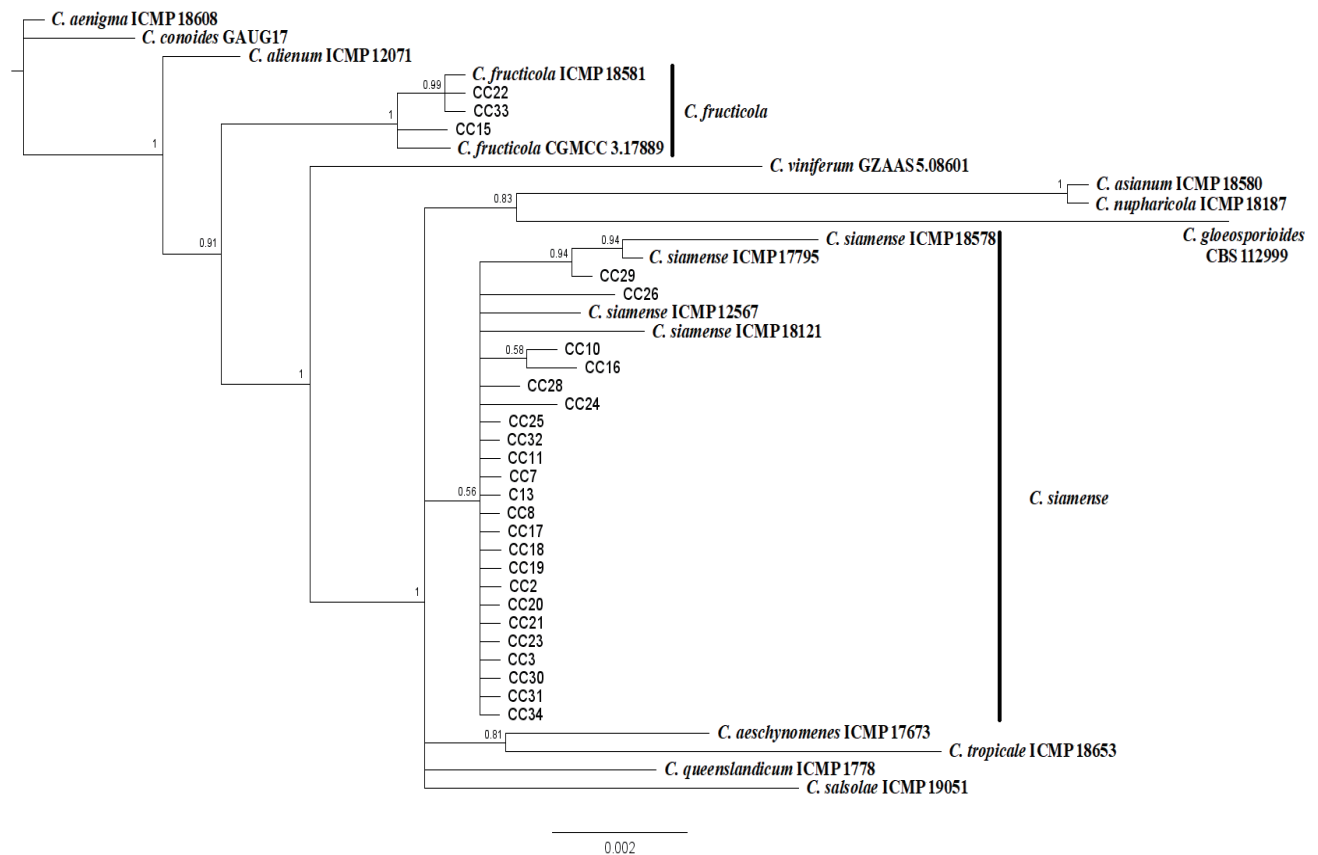 C. aenigma ICMP 18608
C. conoides GAUG17
C. alienum ICMP 12071
0.99
C. fructicola ICMP 18581
CC22
CC33
1
CC15
C. fructicola CGMCC 3.17889
C. fructicola
1
C. viniferum GZAAS 5.08601
1
C. asianum ICMP 18580
C. nupharicola ICMP 18187
0.83
C. gloeosporioides
CBS 112999
0.91
0.94
C. siamense ICMP 18578
0.94
C. siamense ICMP 17795
CC29
CC26
C. siamense ICMP 12567
C. siamense ICMP 18121
0.58
CC10
CC16
1
CC28
CC24
CC25
CC32
CC11
CC7
0.56
C13
C. siamense
CC8
CC17
CC18
CC19
1
CC2
CC20
CC21
CC23
CC3
CC30
CC31
CC34
0.81
C. aeschynomenes ICMP 17673
C. tropicale ICMP 18653
C. queenslandicum ICMP 1778
C. salsolae ICMP 19051
0.002